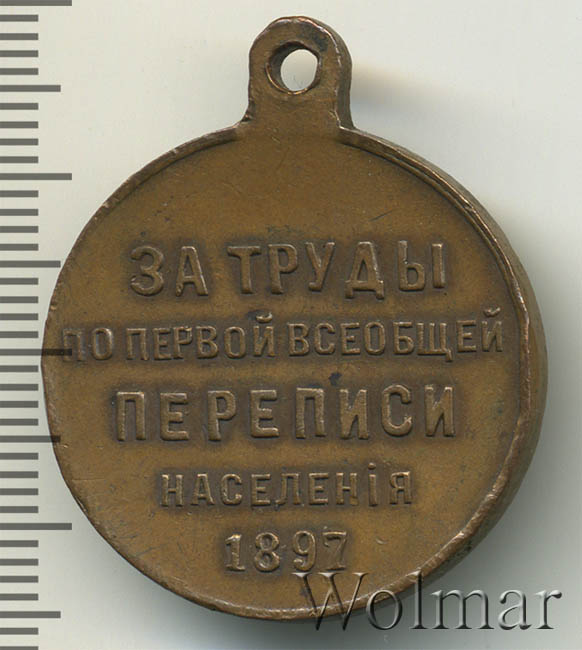 ЗА ТРУДЫ
ПО ПЕРВОЙ ВСЕОБЩЕЙ
ПЕРЕПИСИ
НАСЕЛЕНІЯ
1897
Wolmar